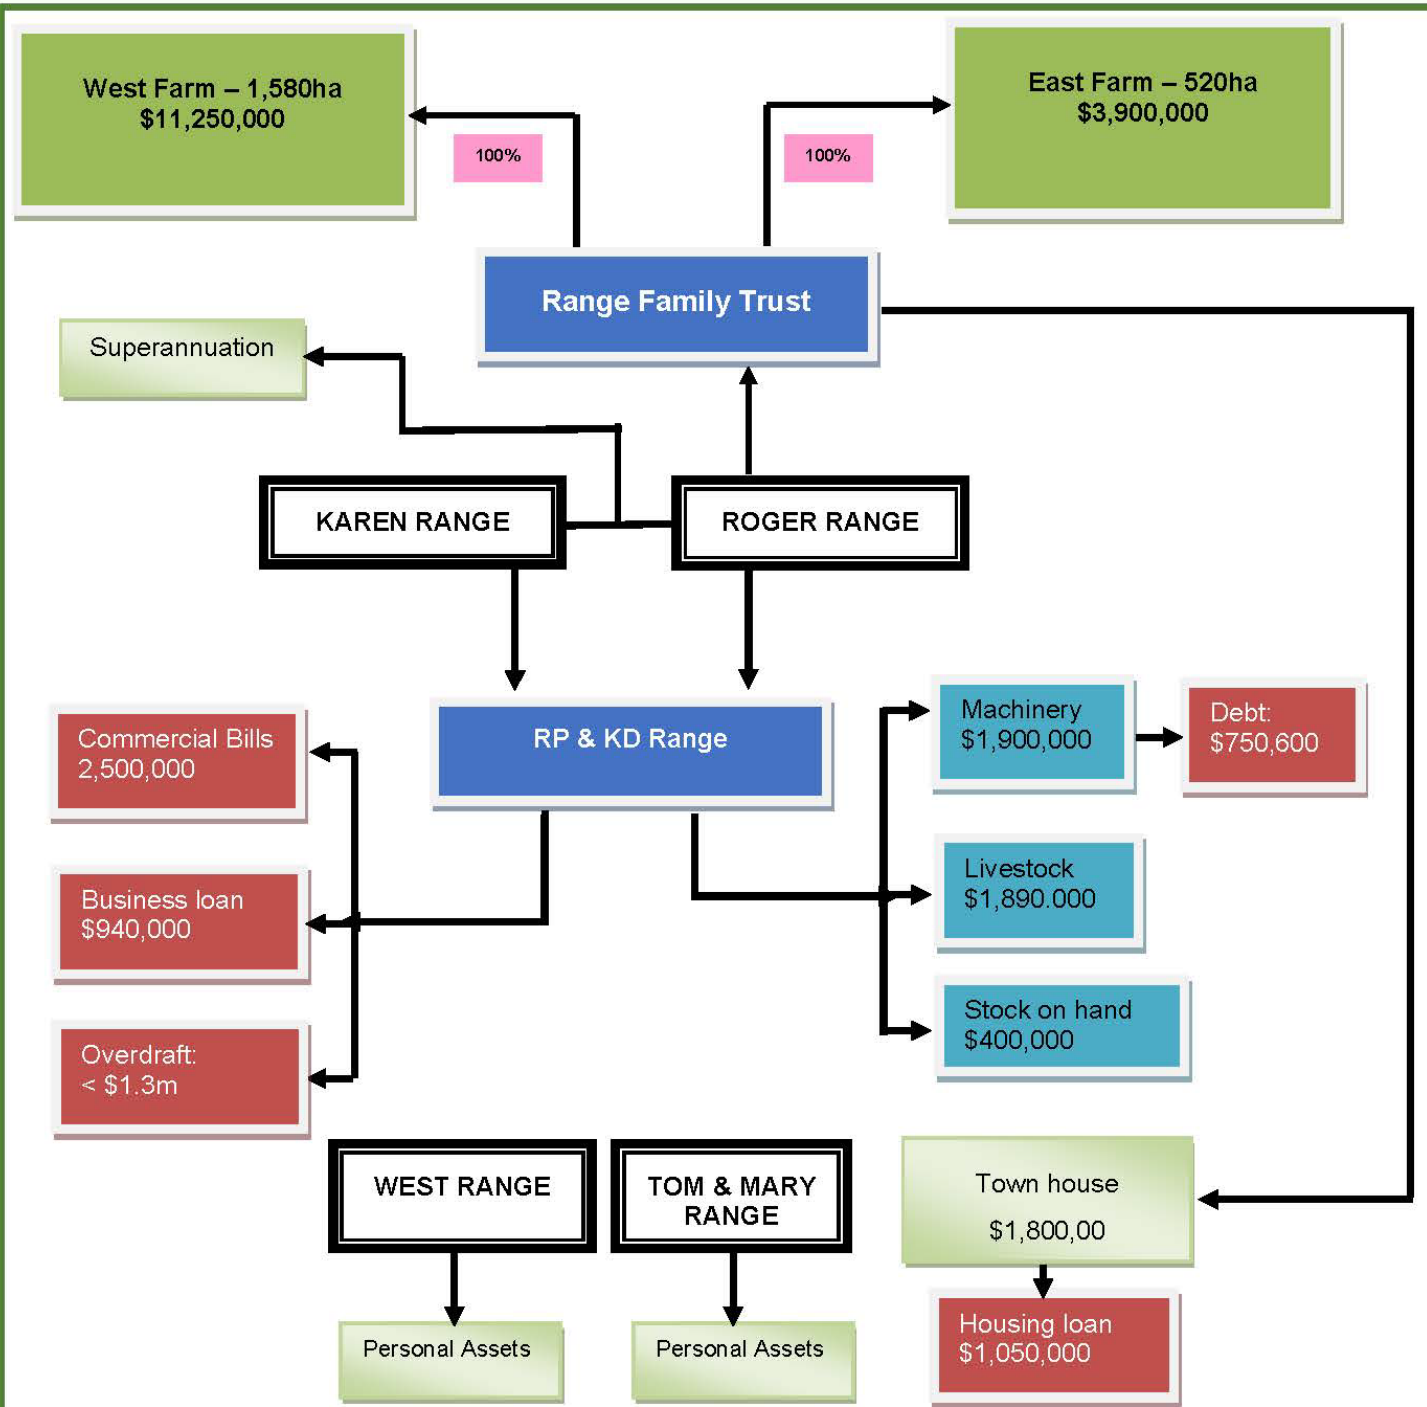 West Farm – 1,580ha
$11,250,000
East Farm – 520ha
$3,900,000
100%
100%
Range Family Trust
Superannuation
KAREN RANGE
ROGER RANGE
RP & KD Range
Commercial Bills
2,500,000
Business loan
$940,000
Overdraft:
< $1.3m
Machinery
$1,900,000
Debt:
$750,600
Livestock
$1,890.000
Stock on hand
$400,000
WEST RANGE
TOM & MARY
RANGE
Town house
$1,800,00
Personal Assets
Personal Assets
Housing loan
$1,050,000